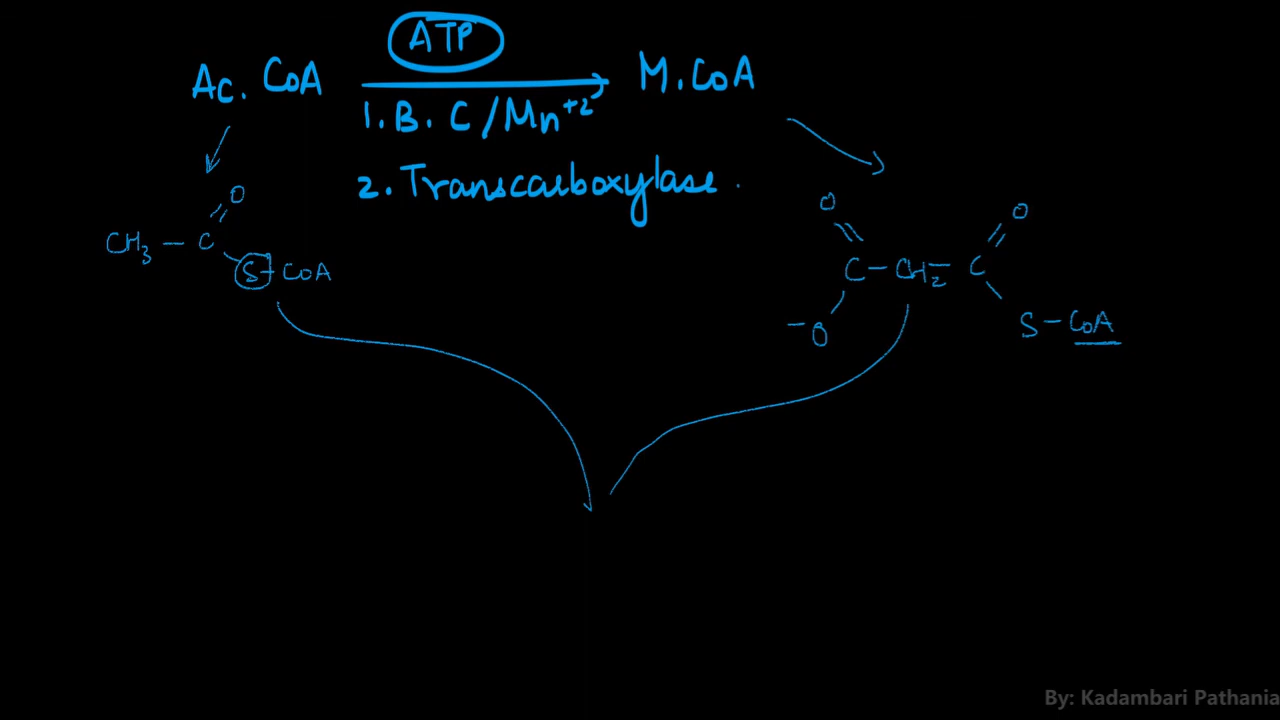 ATP
Ac. CoA M. CoA
1. B. C/Mn+2
2. Transcarboxylase.
O
CH3 - C
S - CoA
O O
C - CH2 - C
-O S - CoA
By: Kadambari Pathania